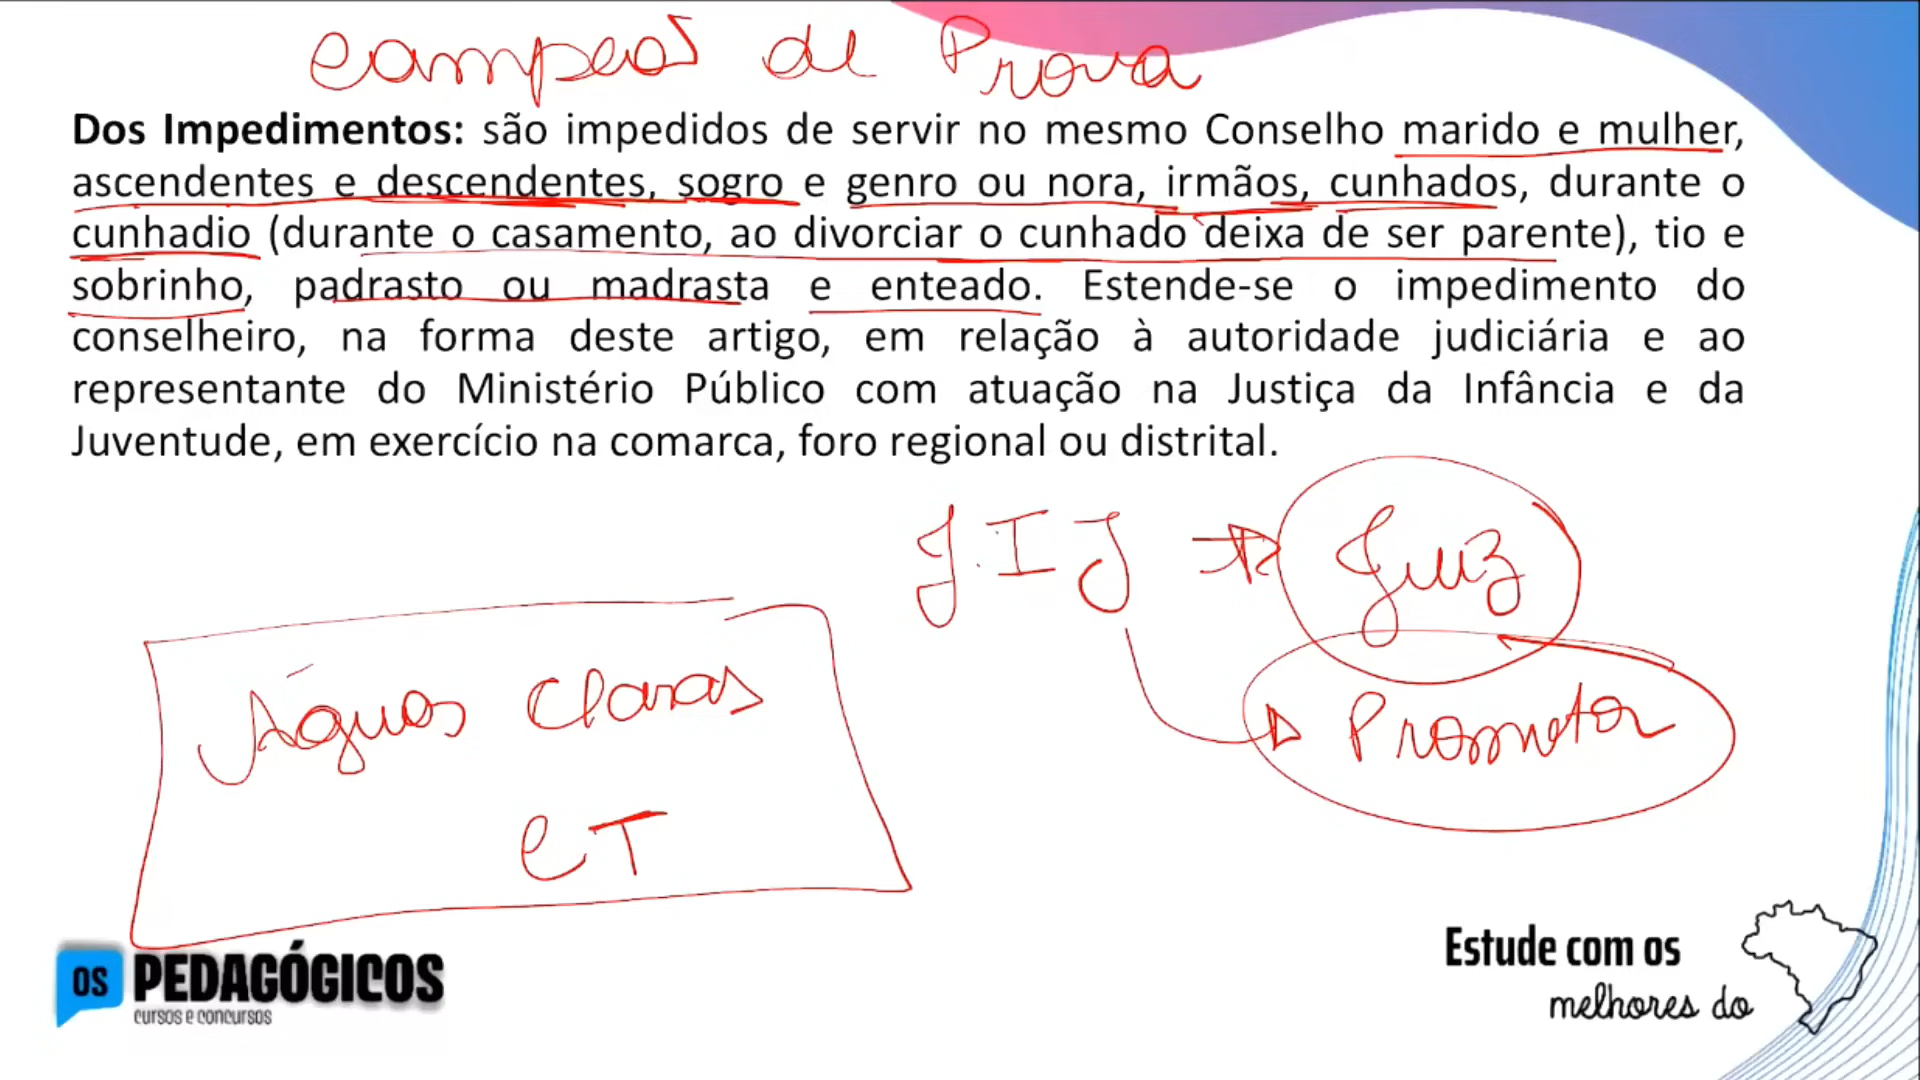 Campeão de Prova
Dos Impedimentos: são impedidos de servir no mesmo Conselho marido e mulher,
ascendentes e descendentes, sogro e genro ou nora, irmãos, cunhados, durante o
cunhadio (durante o casamento, ao divorciar o cunhado deixa de ser parente), tio e
sobrinho, padrasto ou madrasta e enteado. Estende-se o impedimento do
conselheiro, na forma deste artigo, em relação à autoridade judiciária e ao
representante do Ministério Público com atuação na Justiça da Infância e da
Juventude, em exercício na comarca, foro regional ou distrital.
J.I J
Juiz
Promotor
Águas Claras
CT
OS PEDAGÓGICOS
cursos e concursos
Estude com os
melhores do